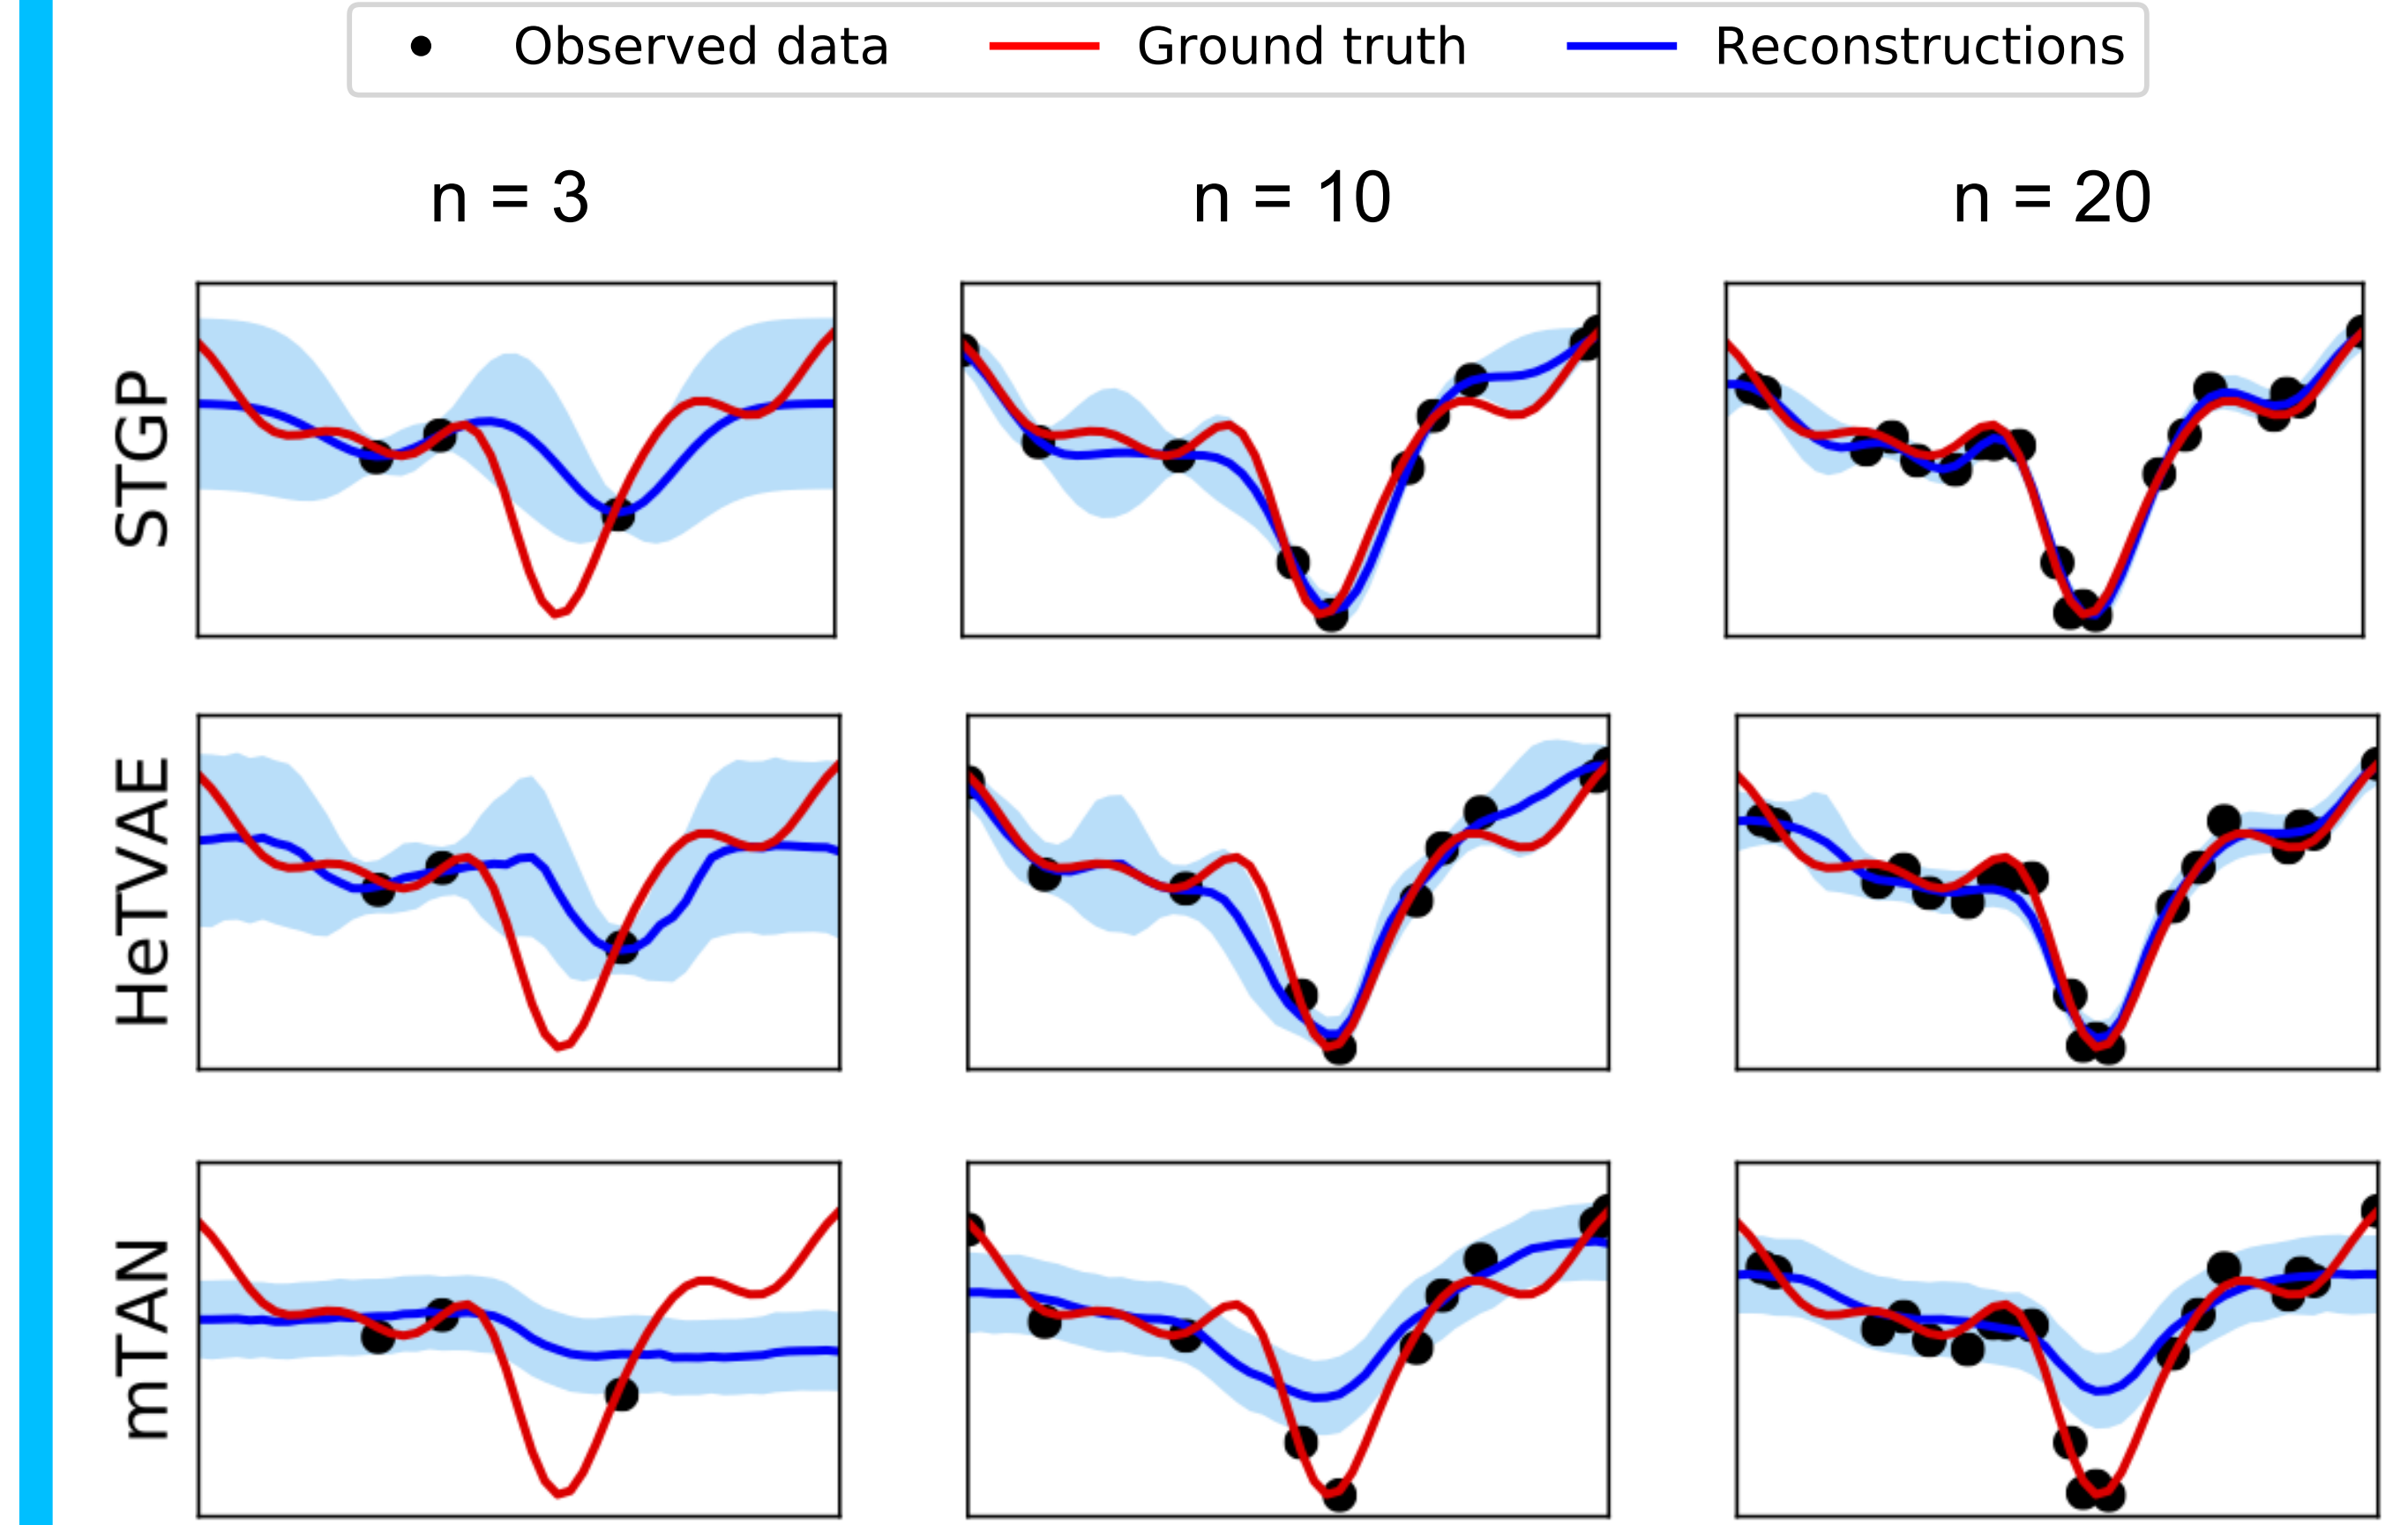 Observed data Ground truth Reconstructions
n = 3 n = 10 n = 20
STGP
HeTVAE
mTAN